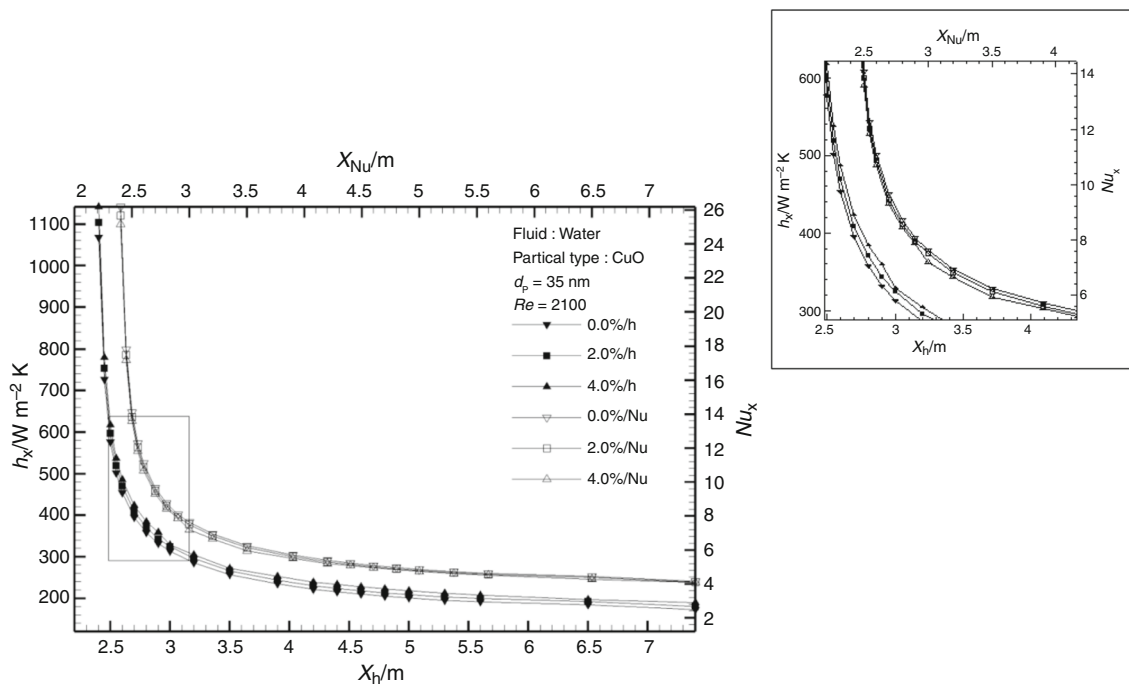 X_Nu/m
2 2.5 3 3.5 4 4.5 5 5.5 6 6.5 7
h_x/W m⁻² K
1100
1000
900
800
700
600
500
400
300
200
Fluid : Water
Partical type : CuO
d_P = 35 nm
Re = 2100
0.0%/h
2.0%/h
4.0%/h
0.0%/Nu
2.0%/Nu
4.0%/Nu
26
24
22
20
18
16
14
12
10
8
6
4
2
Nu_x
2.5 3 3.5 4 4.5 5 5.5 6 6.5 7
X_h/m
X_Nu/m
2.5 3 3.5 4
h_x/W m⁻² K
600
500
400
300
14
12
10
8
6
Nu_x
2.5 3 3.5 4
X_h/m